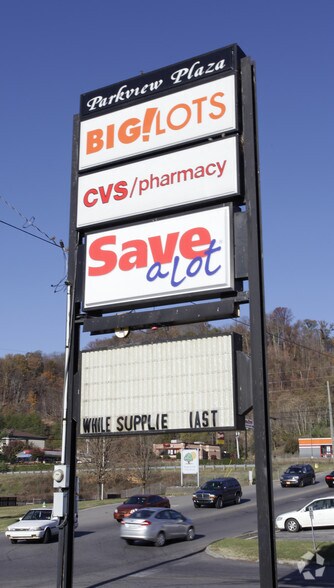 Parkview Plaza
BIG!LOTS
CVS/pharmacy
Save
a lot
WHILE SUPPLIE LAST